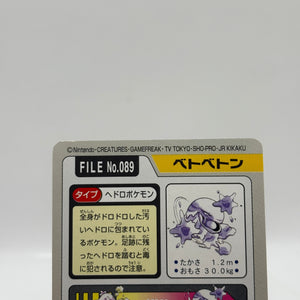 ©Nintendo・CREATURES・GAMEFREAK・TV TOKYO・SHO-PRO・JR KIKAKU
FILE No.089
ベトベトン
タイプ ヘドロポケモン
全身がドロドロした汚
いヘドロに包まれてい
るポケモン。足跡に残
ったヘドロを踏むと毒
に犯されるので注意。
●たかさ 1.2m
●おもさ 30.0kg